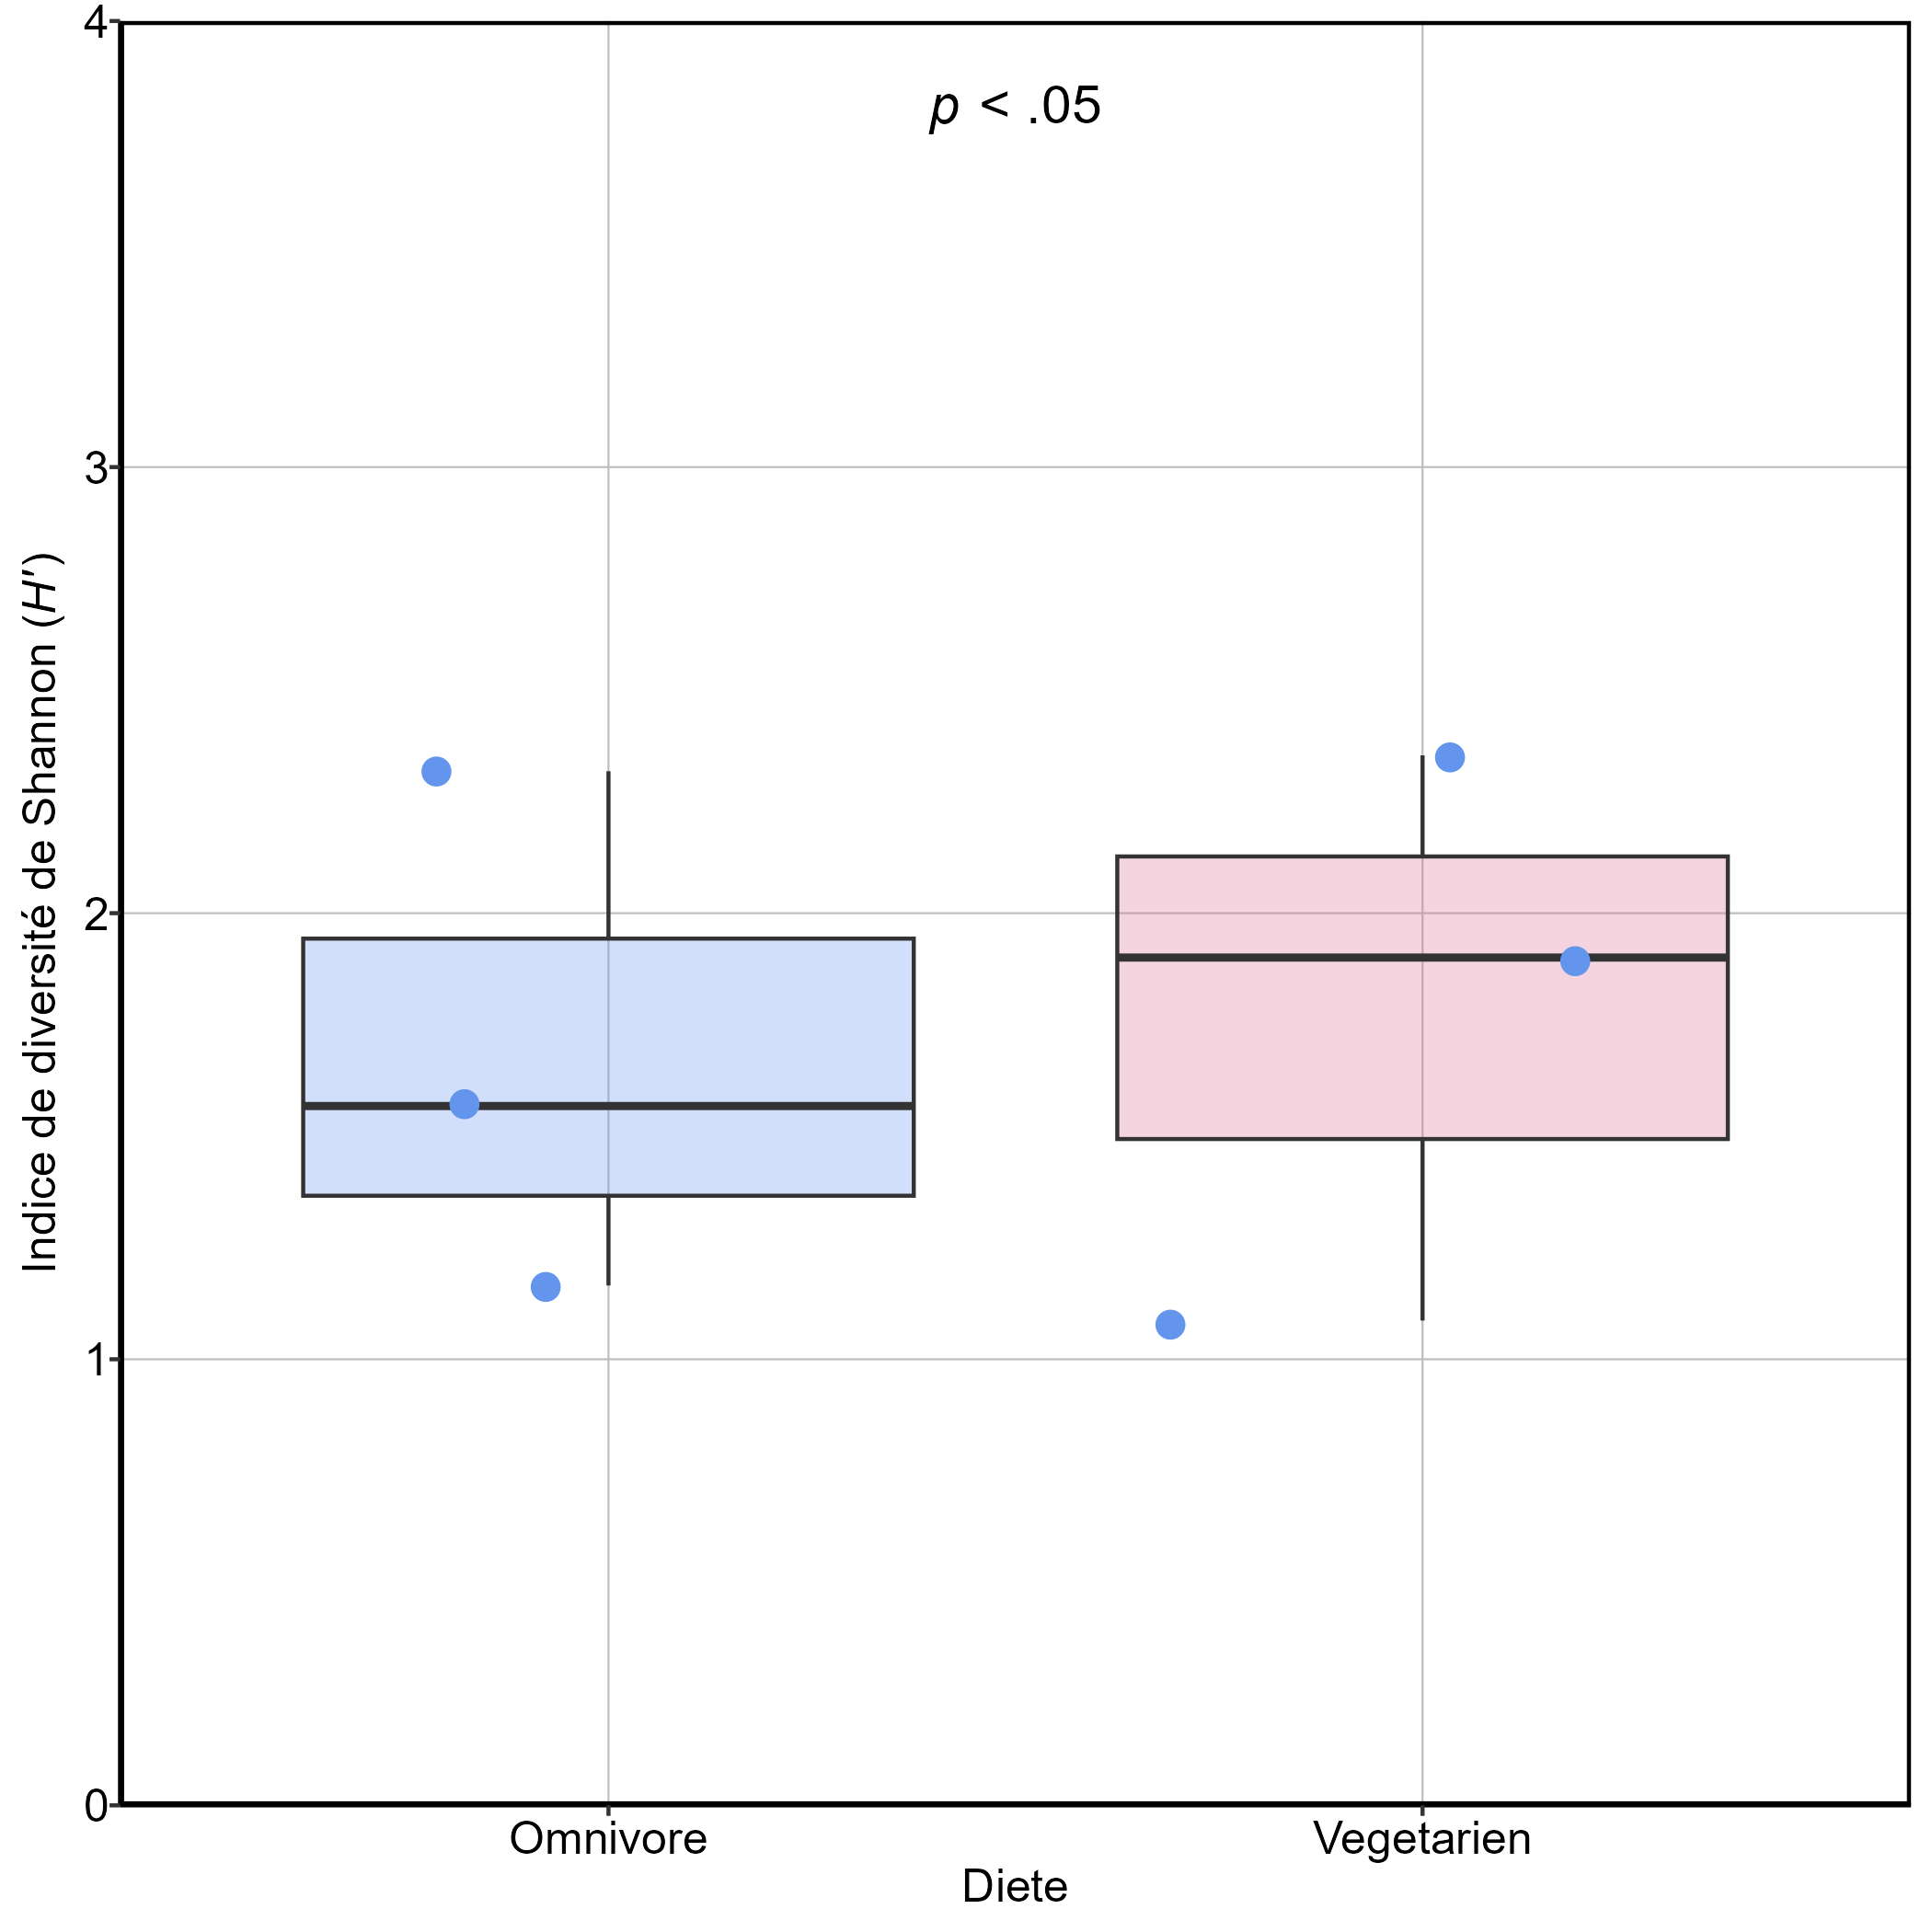 p < .05
Indice de diversité de Shannon (H')
4
3
2
1
0
Omnivore
Vegetarien
Diete